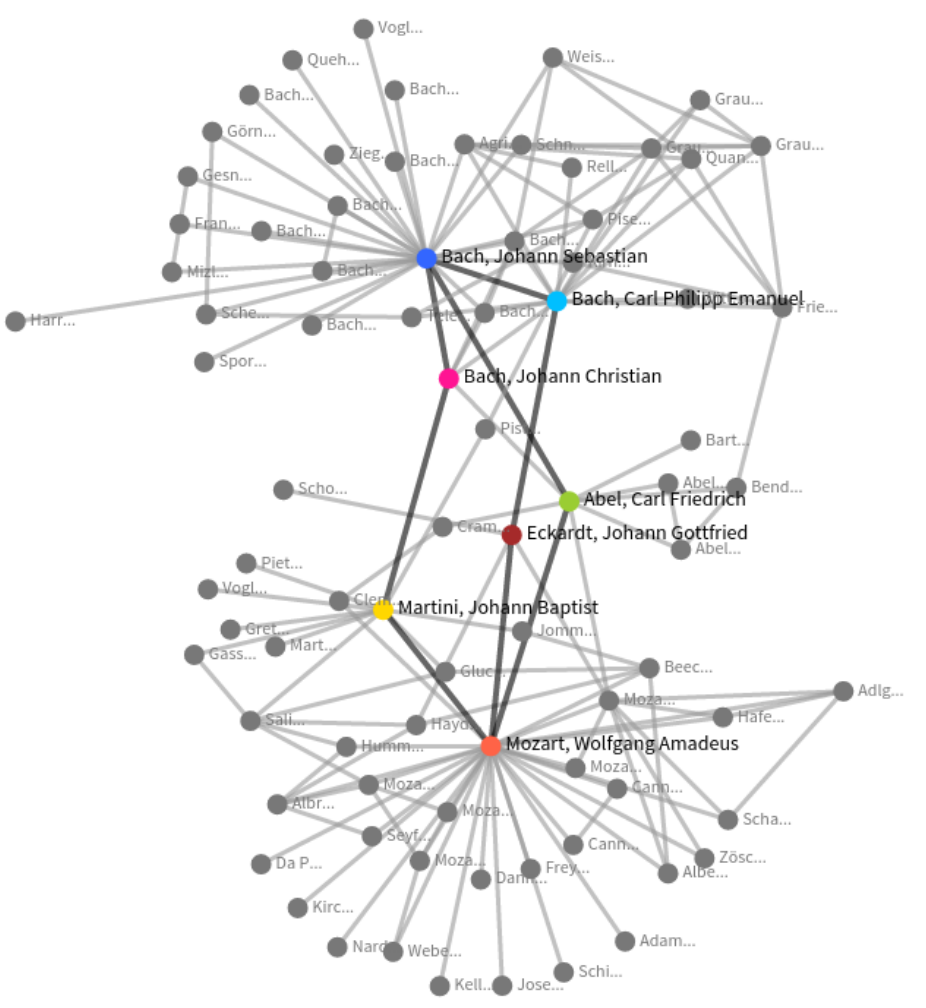 Vogl...
Queh...
Weis...
Bach...
Bach...
Grau...
Görn...
Agri...
Schn...
Grau...
Grau...
Zieg...
Bach...
Rell...
Quan...
Gesn...
Bach...
Pise...
Fran...
Bach...
Bach...
Bach, Johann Sebastian
Mizl...
Bach...
Bach, Carl Philipp Emanuel
Frie...
Harr...
Sche...
Bach...
Tele...
Bach...
Spor...
Bach, Johann Christian
Pis...
Bart...
Scho...
Abel...
Bend...
Abel, Carl Friedrich
Cram...
Eckardt, Johann Gottfried
Abel...
Piet...
Vogl...
Clem...
Martini, Johann Baptist
Gret...
Jomm...
Mart...
Gass...
Gluc...
Beec...
Adlg...
Moza...
Sali...
Hayd...
Hafe...
Humm...
Mozart, Wolfgang Amadeus
Moza...
Moza...
Cann...
Albr...
Moza...
Scha...
Seyf...
Cann...
Da P...
Moza...
Frey...
Zösc...
Dann...
Albe...
Kirc...
Nard...
Webe...
Adam...
Schi...
Kell...
Jose...